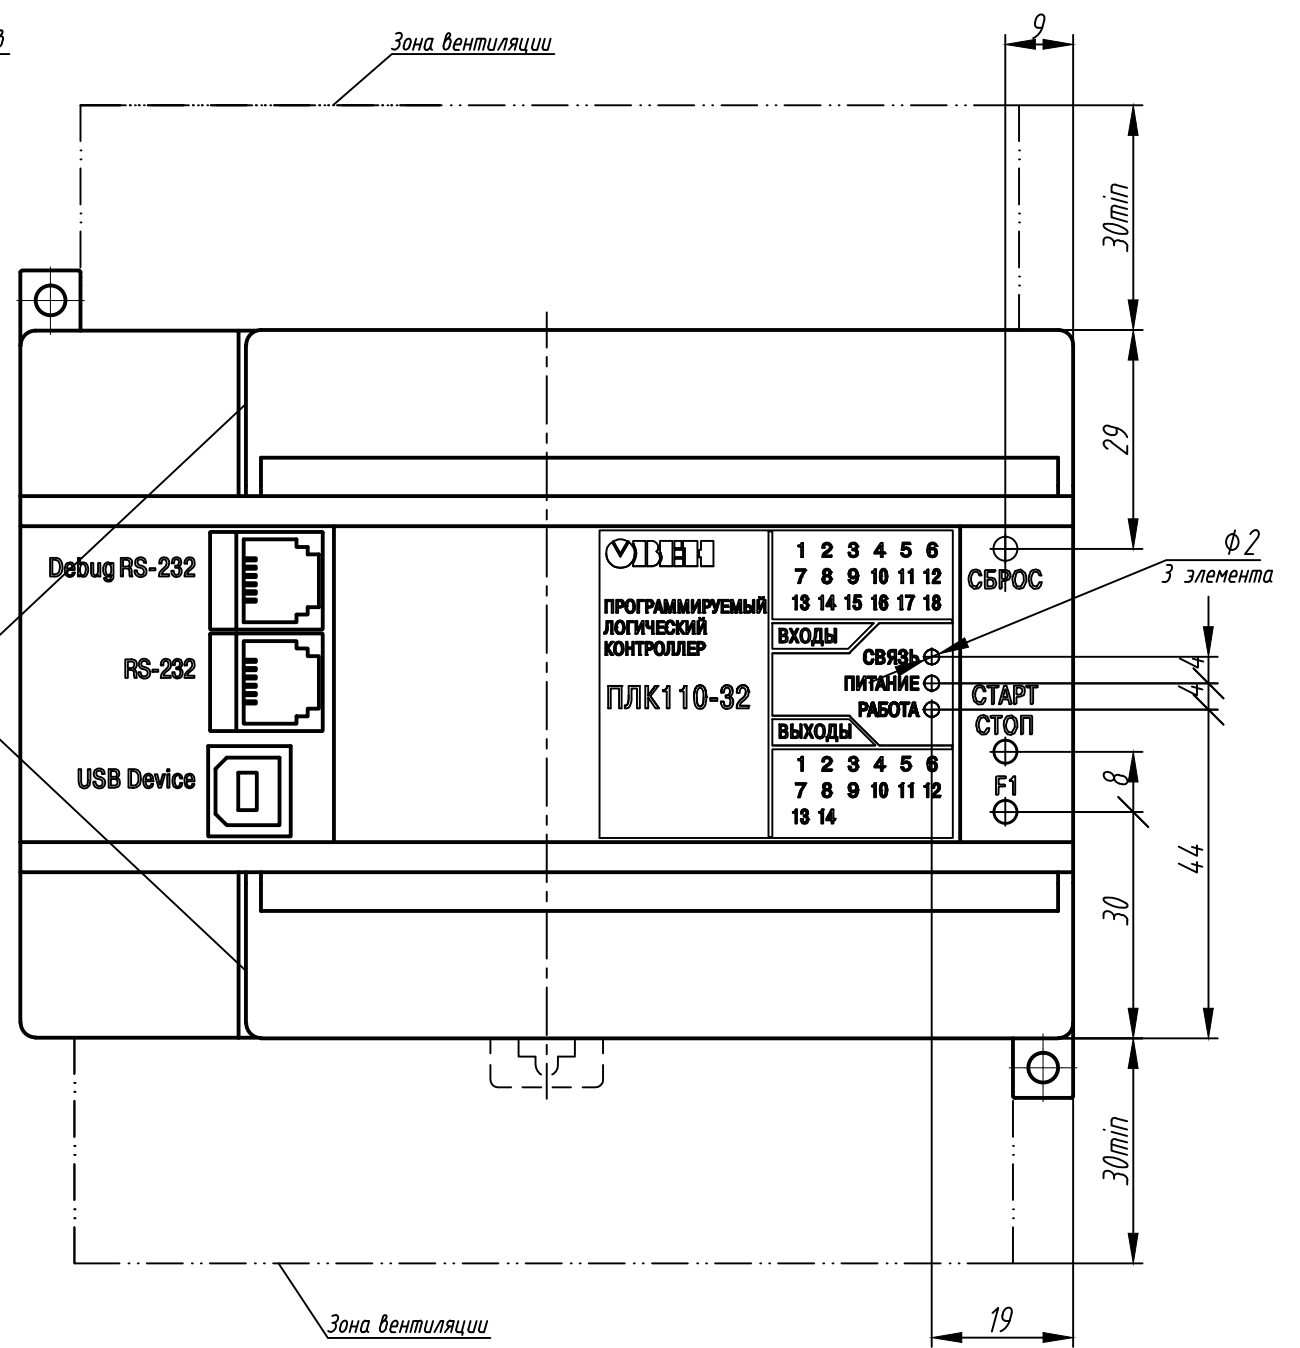 в
Зона вентиляции
9
30min
29
Debug RS-232
RS-232
USB Device
ОВЕН
ПРОГРАММИРУЕМЫЙ
ЛОГИЧЕСКИЙ
КОНТРОЛЛЕР
ПЛК110-32
1 2 3 4 5 6
7 8 9 10 11 12
13 14 15 16 17 18
ВХОДЫ
СВЯЗЬ
ПИТАНИЕ
РАБОТА
ВЫХОДЫ
1 2 3 4 5 6
7 8 9 10 11 12
13 14
СБРОС
СТАРТ
СТОП
F1
ϕ2
3 элемента
4
4
8
44
30
30min
19
Зона вентиляции